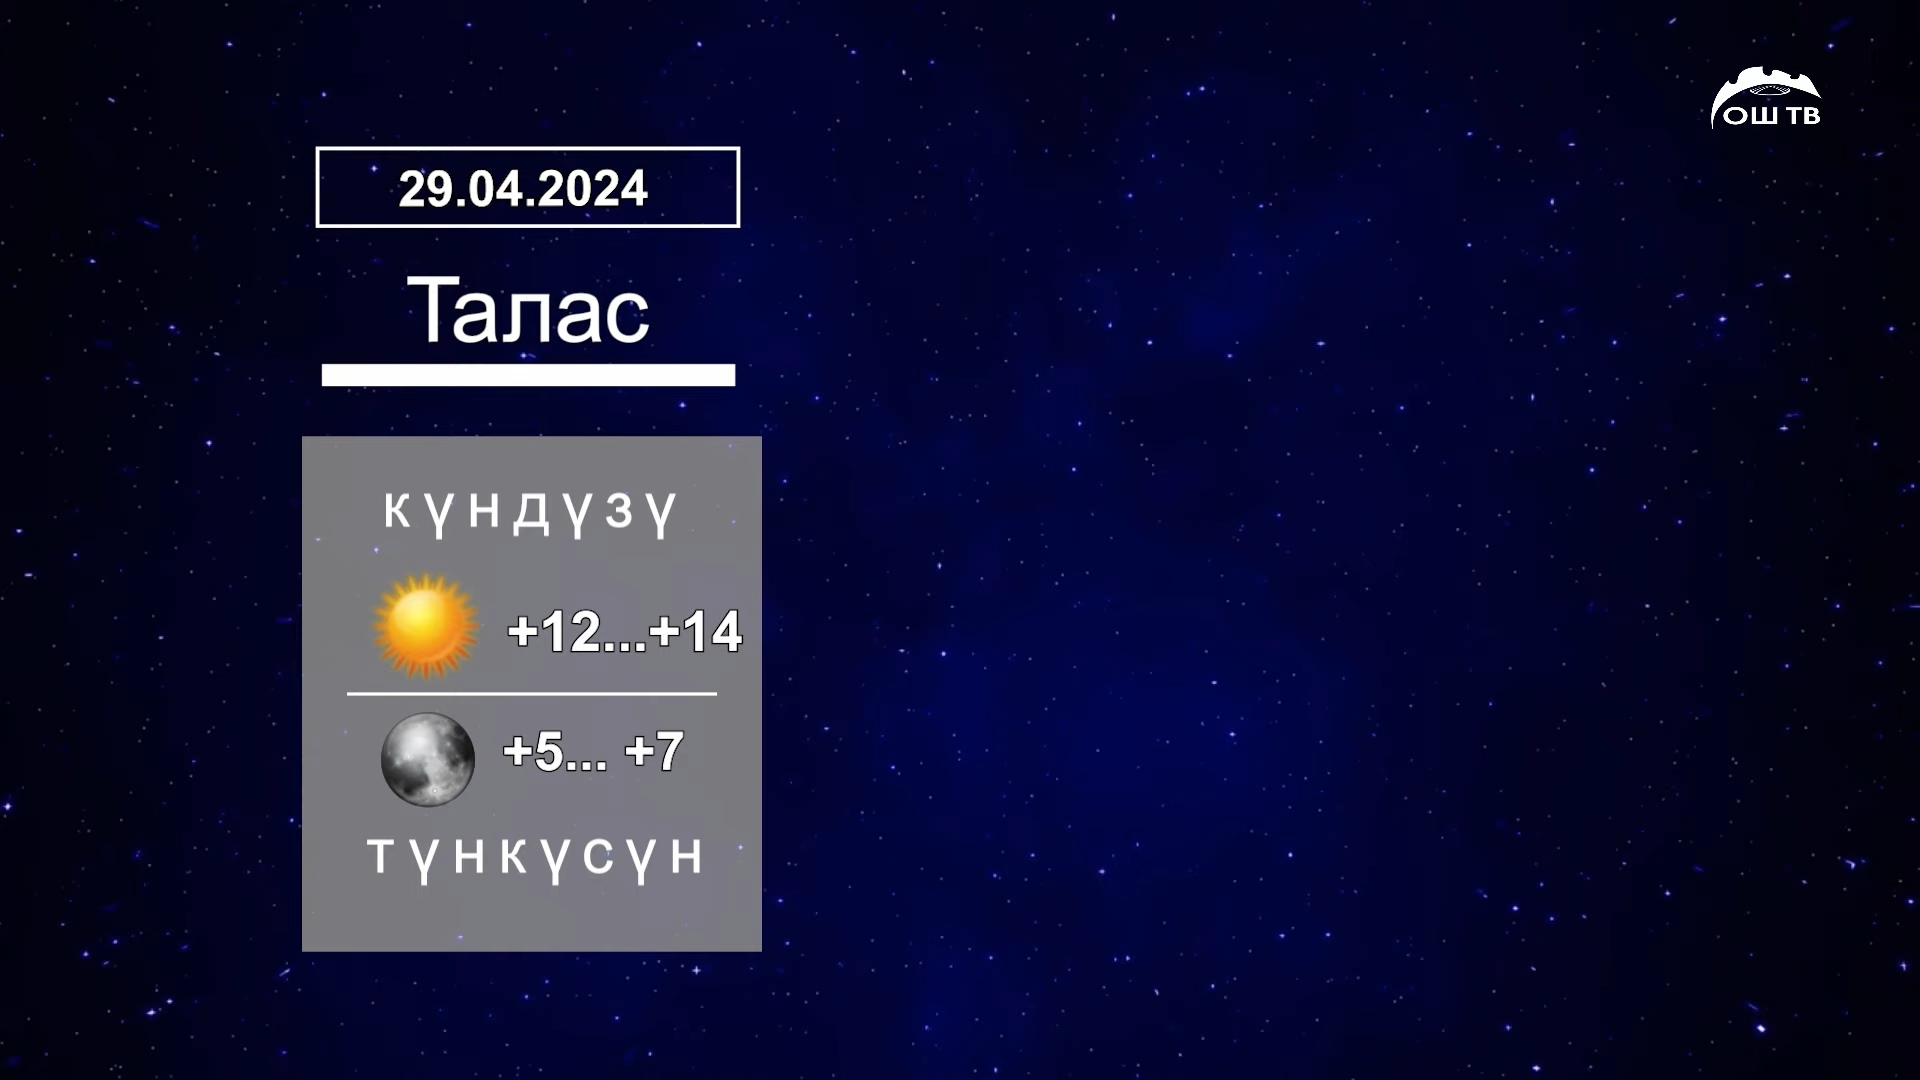 ОШ ТВ
29.04.2024
Талас
күндүзү
+12...+14
+5... +7
түнкүсүн